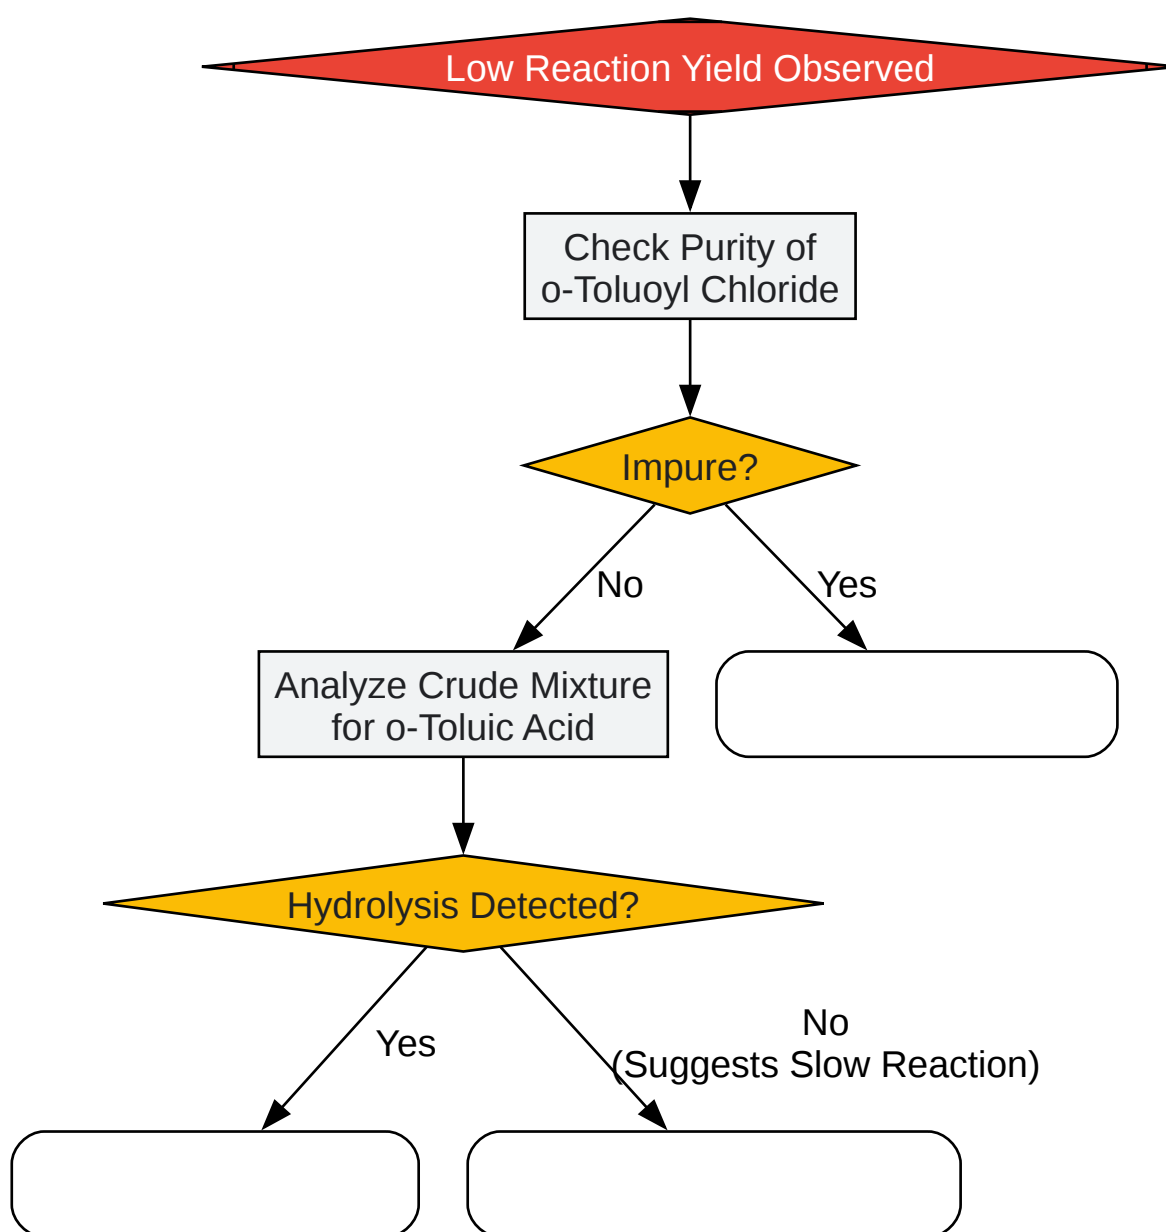 Low Reaction Yield Observed
Check Purity of
o-Toluoyl Chloride
Impure?
No
Yes
Analyze Crude Mixture
for o-Toluic Acid
Hydrolysis Detected?
Yes
No
(Suggests Slow Reaction)